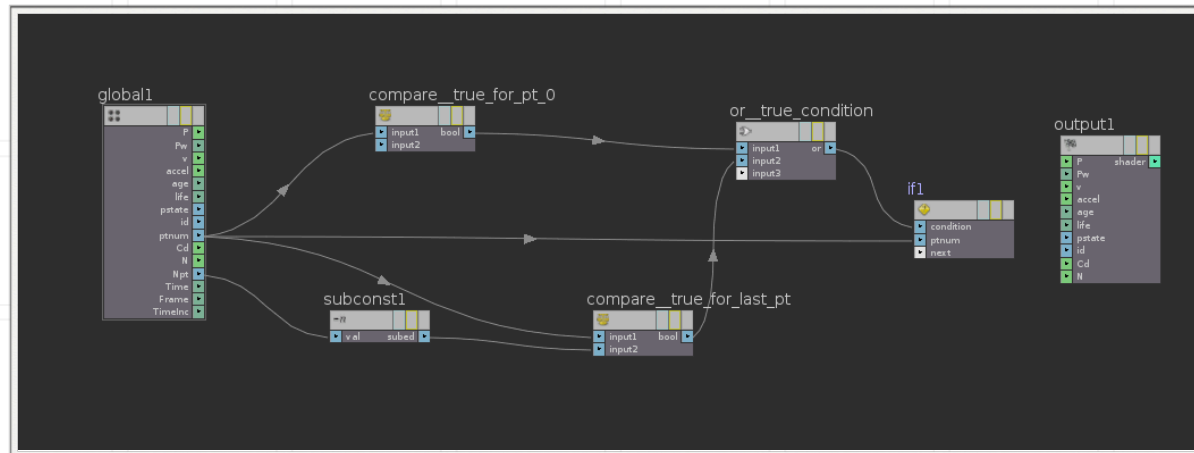 global1
P
Pw
v
accel
age
life
pstate
id
ptnum
Cd
N
Npt
Time
Frame
TimeInc
compare__true_for_pt_0
input1 bool
input2
subconst1
val subed
compare__true_for_last_pt
input1 bool
input2
or__true_condition
input1 or
input2
input3
if1
condition
ptnum
next
output1
P shader
Pw
v
accel
age
life
pstate
id
Cd
N